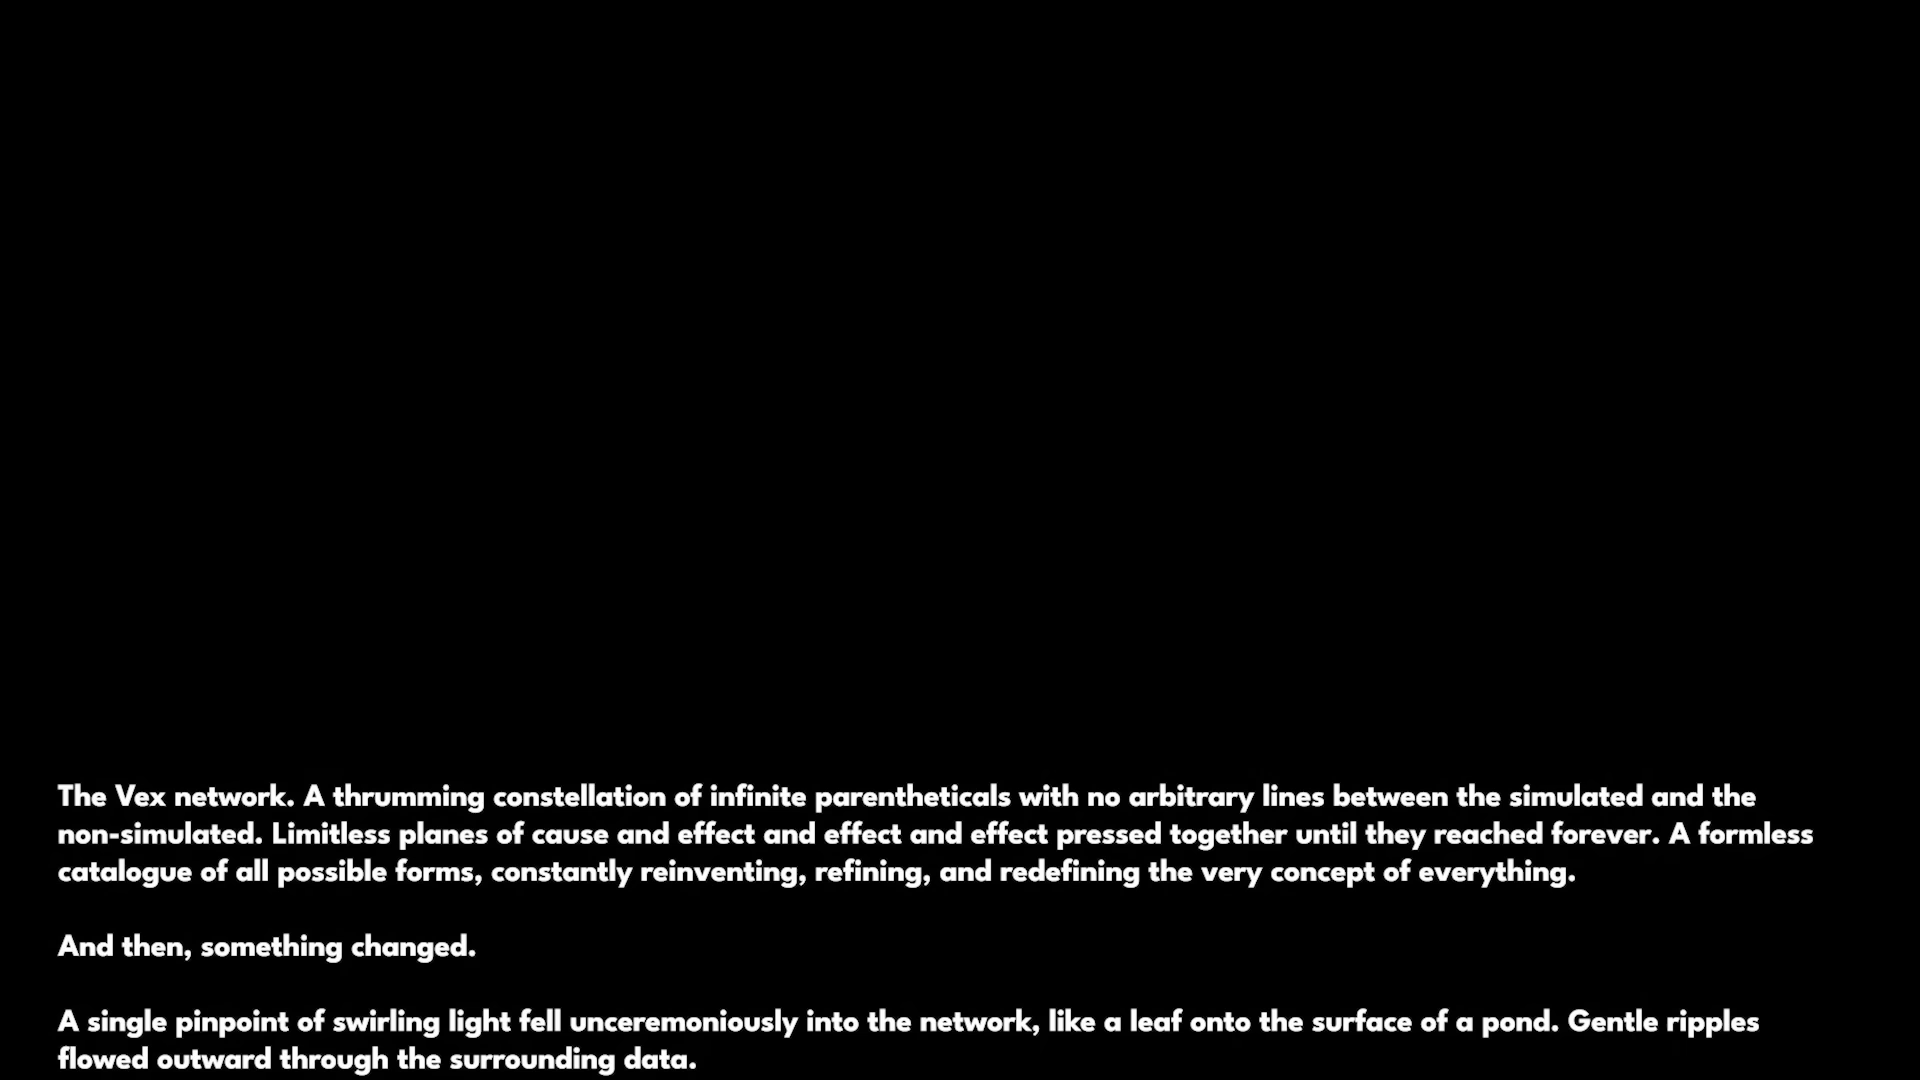 The Vex network. A thrumming constellation of infinite parentheticals with no arbitrary lines between the simulated and the
non-simulated. Limitless planes of cause and effect and effect and effect pressed together until they reached forever. A formless
catalogue of all possible forms, constantly reinventing, refining, and redefining the very concept of everything.
And then, something changed.
A single pinpoint of swirling light fell unceremoniously into the network, like a leaf onto the surface of a pond. Gentle ripples
flowed outward through the surrounding data.